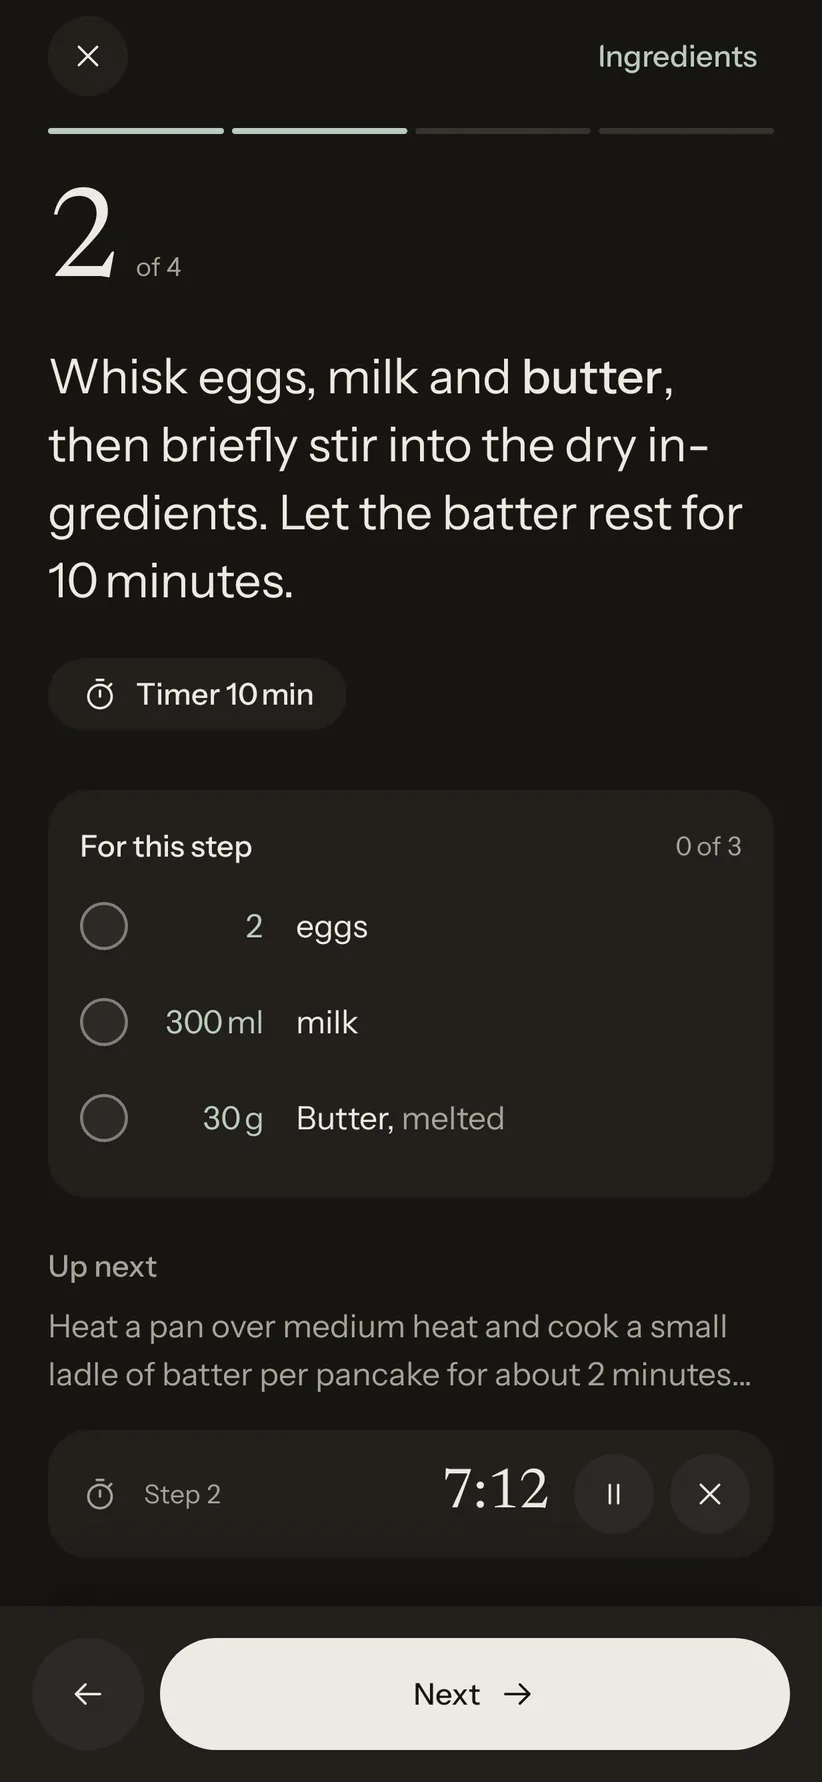 Ingredients
2 of 4
Whisk eggs, milk and butter,
then briefly stir into the dry in-
gredients. Let the batter rest for
10 minutes.
Timer 10 min
For this step 0 of 3
2 eggs
300 ml milk
30 g Butter, melted
Up next
Heat a pan over medium heat and cook a small
ladle of batter per pancake for about 2 minutes...
Step 2 7:12
Next